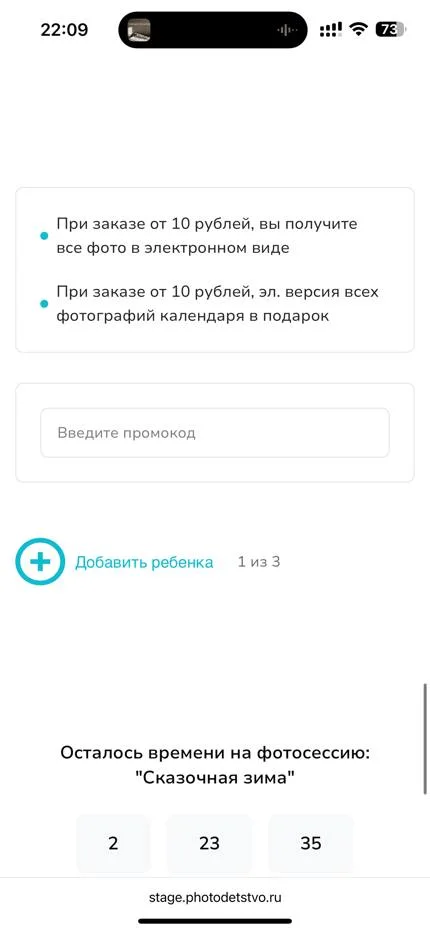 22:09
73
При заказе от 10 рублей, вы получите
все фото в электронном виде
При заказе от 10 рублей, эл. версия всех
фотографий календаря в подарок
Введите промокод
Добавить ребенка 1 из 3
Осталось времени на фотосессию:
"Сказочная зима"
2 23 35
stage.photodetstvo.ru